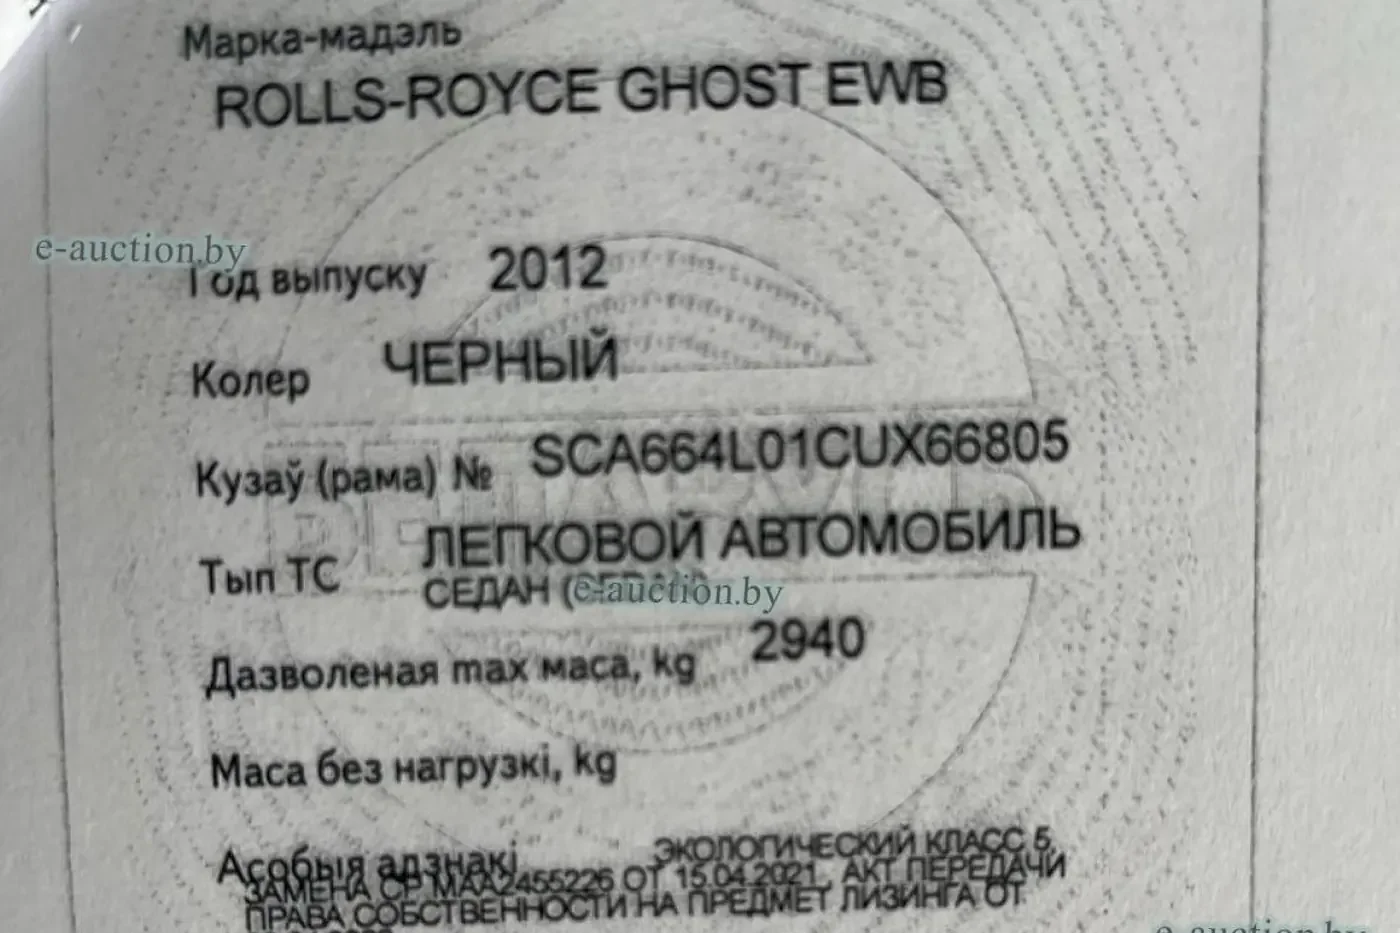 Марка-мадэль
ROLLS-ROYCE GHOST EWB
e-auction.by
Год выпуску 2012
Колер ЧЕРНЫЙ
Кузаў (рама) № SCA664L01CUX66805
Тып ТС ЛЕГКОВОЙ АВТОМОБИЛЬ
СЕДАН
e-auction.by
Дазволеная max маса, kg 2940
Маса без нагрузкі, kg
Асобыя адзнакі ЭКОЛОГИЧЕСКИЙ КЛАСС 5,
ЗАМЕНА СР МАА2455226 ОТ 15.04.2021, АКТ ПЕРЕДАЧИ
ПРАВА СОБСТВЕННОСТИ НА ПРЕДМЕТ ЛИЗИНГА ОТ
e-auction.by